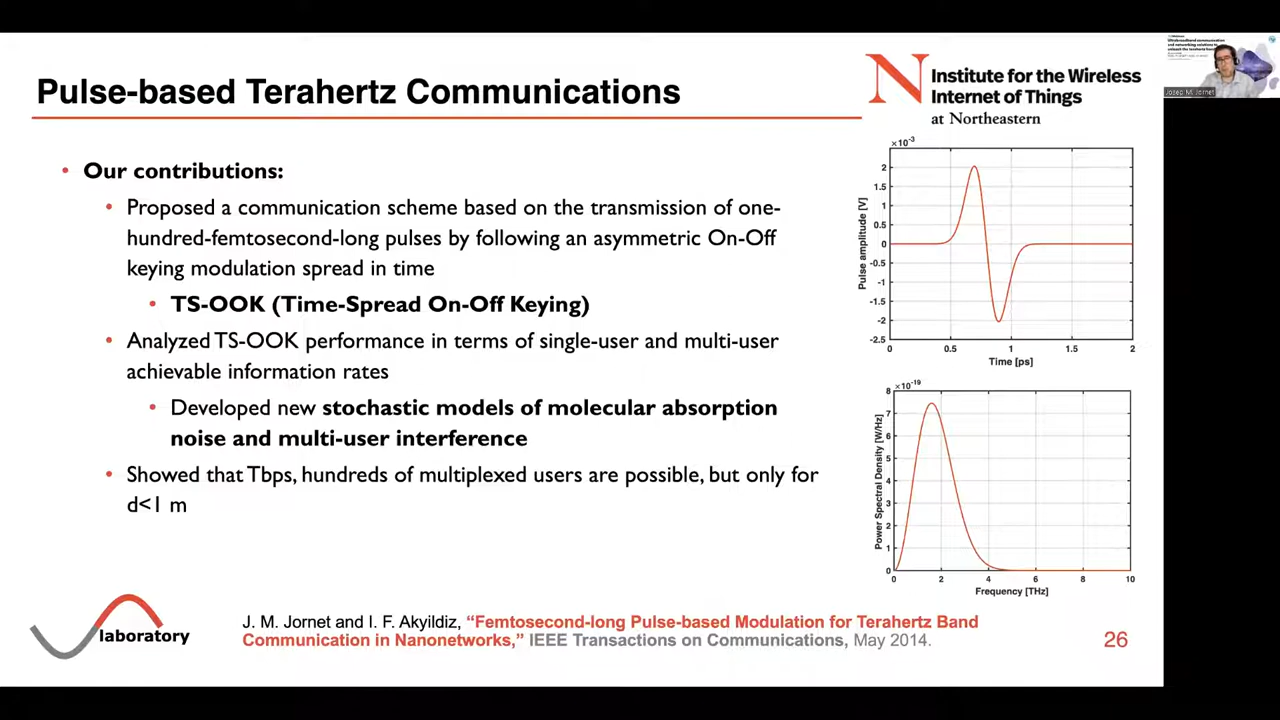 Pulse-based Terahertz Communications
N
Institute for the Wireless
Internet of Things
at Northeastern
Josep M. Jornet
• Our contributions:
• Proposed a communication scheme based on the transmission of one-
hundred-femtosecond-long pulses by following an asymmetric On-Off
keying modulation spread in time
• TS-OOK (Time-Spread On-Off Keying)
• Analyzed TS-OOK performance in terms of single-user and multi-user
achievable information rates
• Developed new stochastic models of molecular absorption
noise and multi-user interference
• Showed that Tbps, hundreds of multiplexed users are possible, but only for
d<1 m
×10⁻³
Pulse amplitude [V]
2
1.5
1
0.5
0
-0.5
-1
-1.5
-2
-2.5
0 0.5 1 1.5 2
Time [ps]
×10⁻¹⁹
Power Spectral Density [W/Hz]
8
7
6
5
4
3
2
1
0
0 2 4 6 8 10
Frequency [THz]
laboratory
J. M. Jornet and I. F. Akyildiz, “Femtosecond-long Pulse-based Modulation for Terahertz Band
Communication in Nanonetworks,” IEEE Transactions on Communications, May 2014.
26